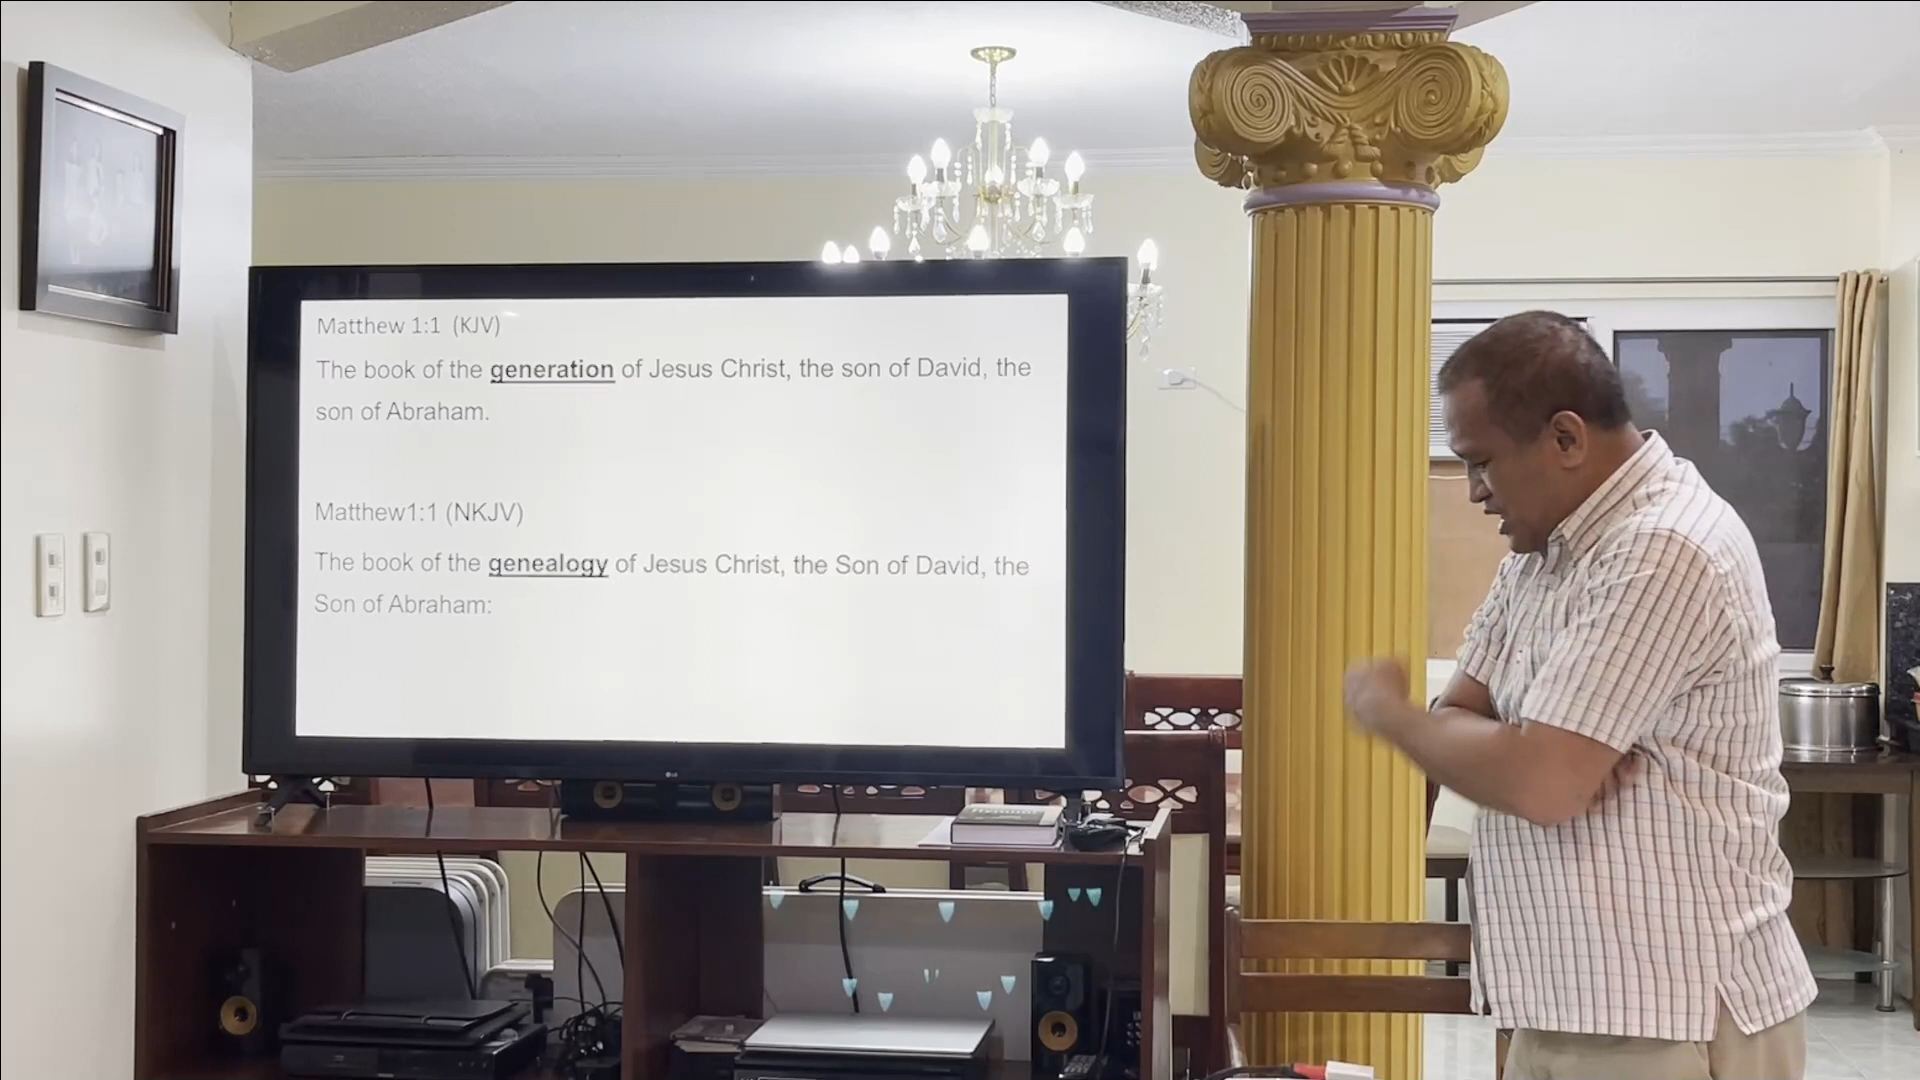 Matthew 1:1 (KJV)
The book of the generation of Jesus Christ, the son of David, the
son of Abraham.
Matthew1:1 (NKJV)
The book of the genealogy of Jesus Christ, the Son of David, the
Son of Abraham:
LG